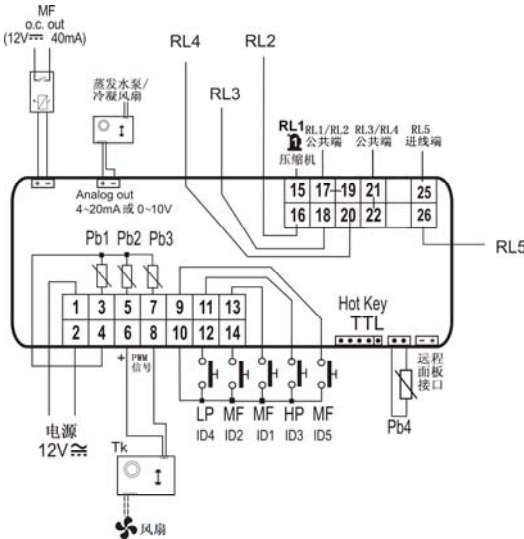 MF
o.c. out
(12V⎓ 40mA)
RL4
RL2
RL3
蒸发水泵/
冷凝风扇
RL1
压缩机
RL1/RL2
公共端
RL3/RL4
公共端
RL5
进线端
+ -
+ -
Analog out
4~20mA 或 0~10V
15 17 19 21 25
16 18 20 22 26
RL5
Pb1 Pb2 Pb3
1 3 5 7 9 11 13
2 4 6 8 10 12 14
Hot Key
TTL
+ -
+ PWM
信号
远程
面板
接口
LP MF MF HP MF
ID4 ID2 ID1 ID3 ID5
Pb4
电源
12V≂
Tk
风扇